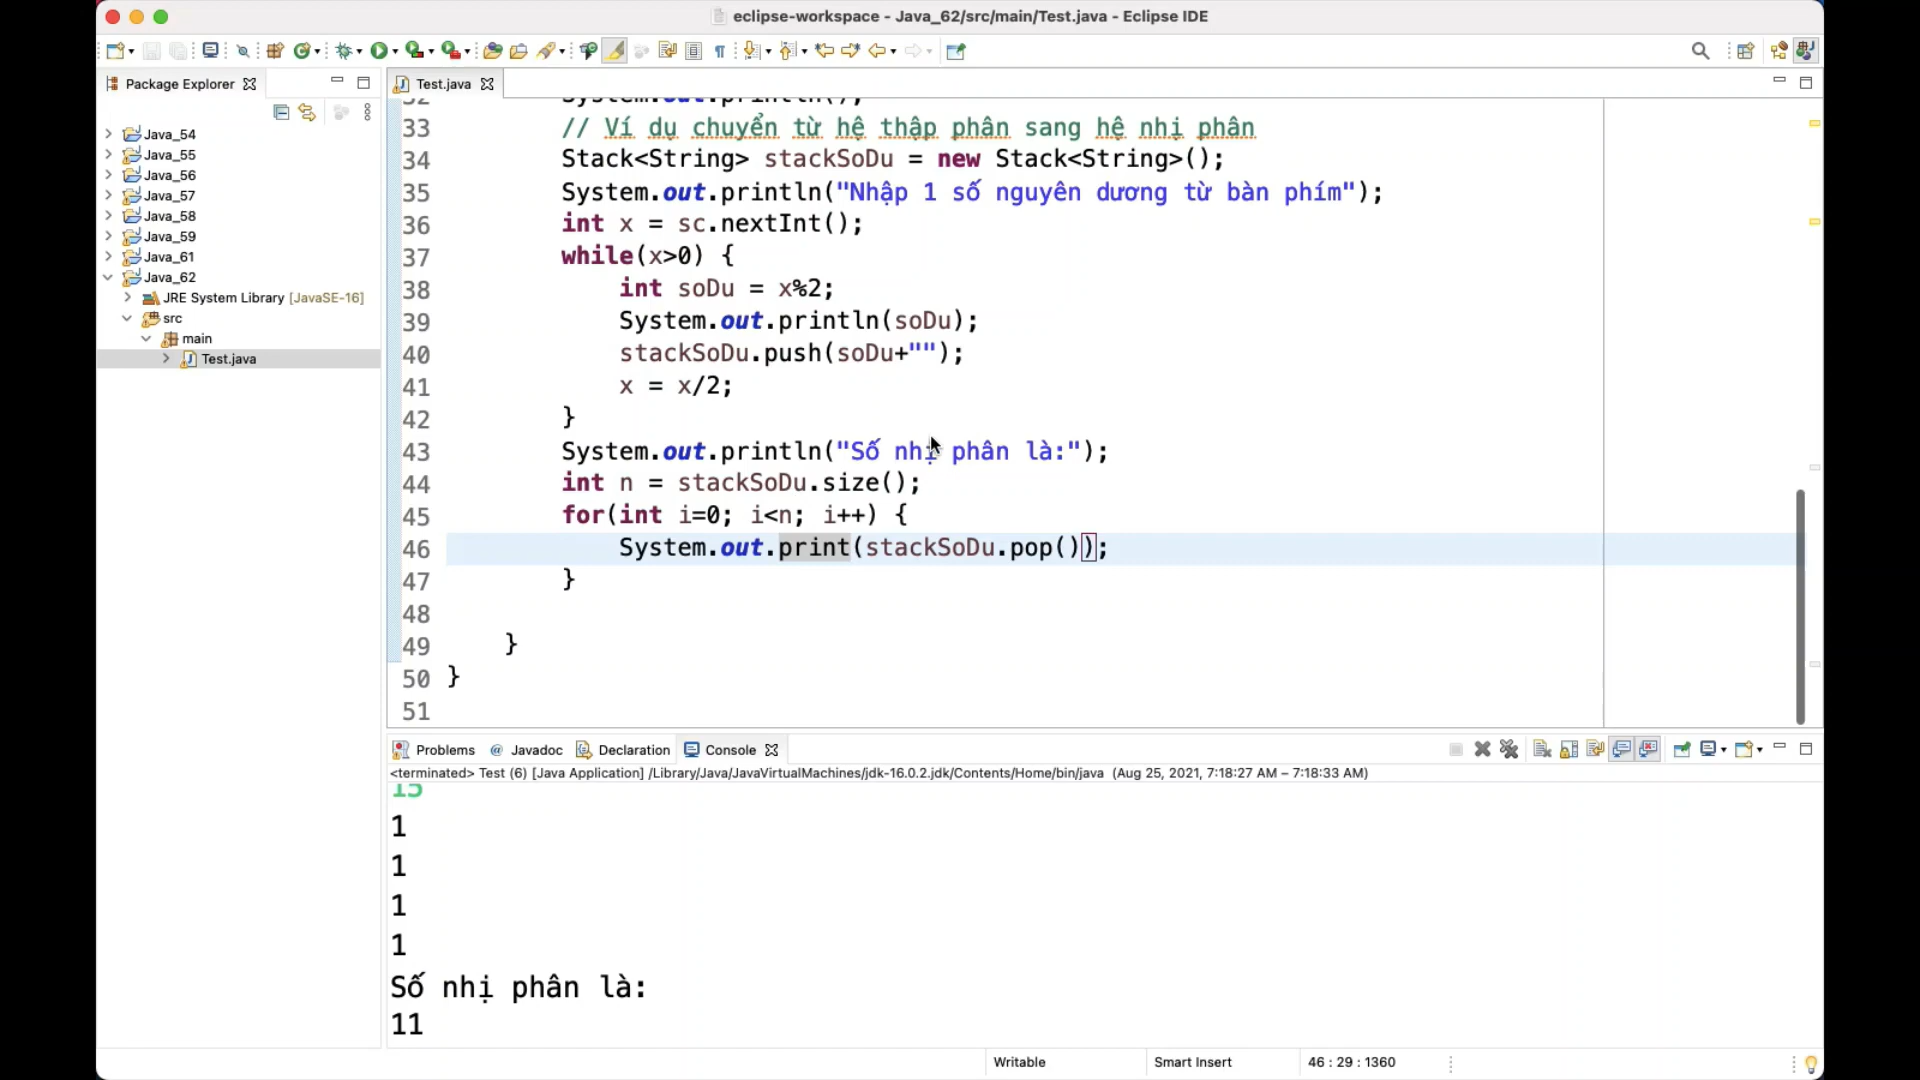 eclipse-workspace - Java_62/src/main/Test.java - Eclipse IDE
Package Explorer
Java_54
Java_55
Java_56
Java_57
Java_58
Java_59
Java_61
Java_62
JRE System Library [JavaSE-16]
src
main
Test.java
Test.java
32 System.out.println();
33 // Ví dụ chuyển từ hệ thập phân sang hệ nhị phân
34 Stack<String> stackSoDu = new Stack<String>();
35 System.out.println("Nhập 1 số nguyên dương từ bàn phím");
36 int x = sc.nextInt();
37 while(x>0) {
38 int soDu = x%2;
39 System.out.println(soDu);
40 stackSoDu.push(soDu+"");
41 x = x/2;
42 }
43 System.out.println("Số nhị phân là:");
44 int n = stackSoDu.size();
45 for(int i=0; i<n; i++) {
46 System.out.print(stackSoDu.pop());
47 }
48
49 }
50 }
51
Problems @ Javadoc Declaration Console
<terminated> Test (6) [Java Application] /Library/Java/JavaVirtualMachines/jdk-16.0.2.jdk/Contents/Home/bin/java (Aug 25, 2021, 7:18:27 AM – 7:18:33 AM)
15
1
1
1
1
Số nhị phân là:
11
Writable Smart Insert 46 : 29 : 1360